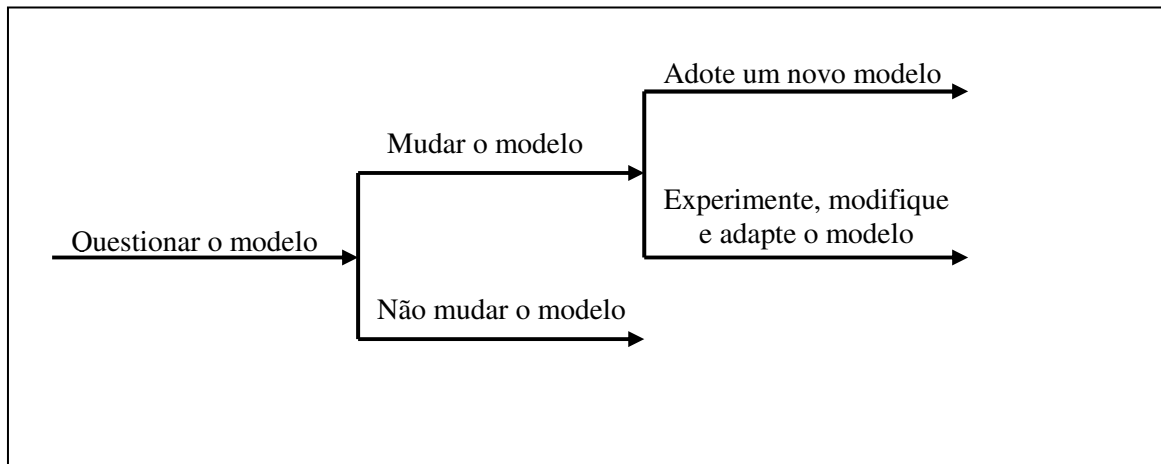 Adote um novo modelo
Mudar o modelo
Experimente, modifique
e adapte o modelo
Questionar o modelo
Não mudar o modelo